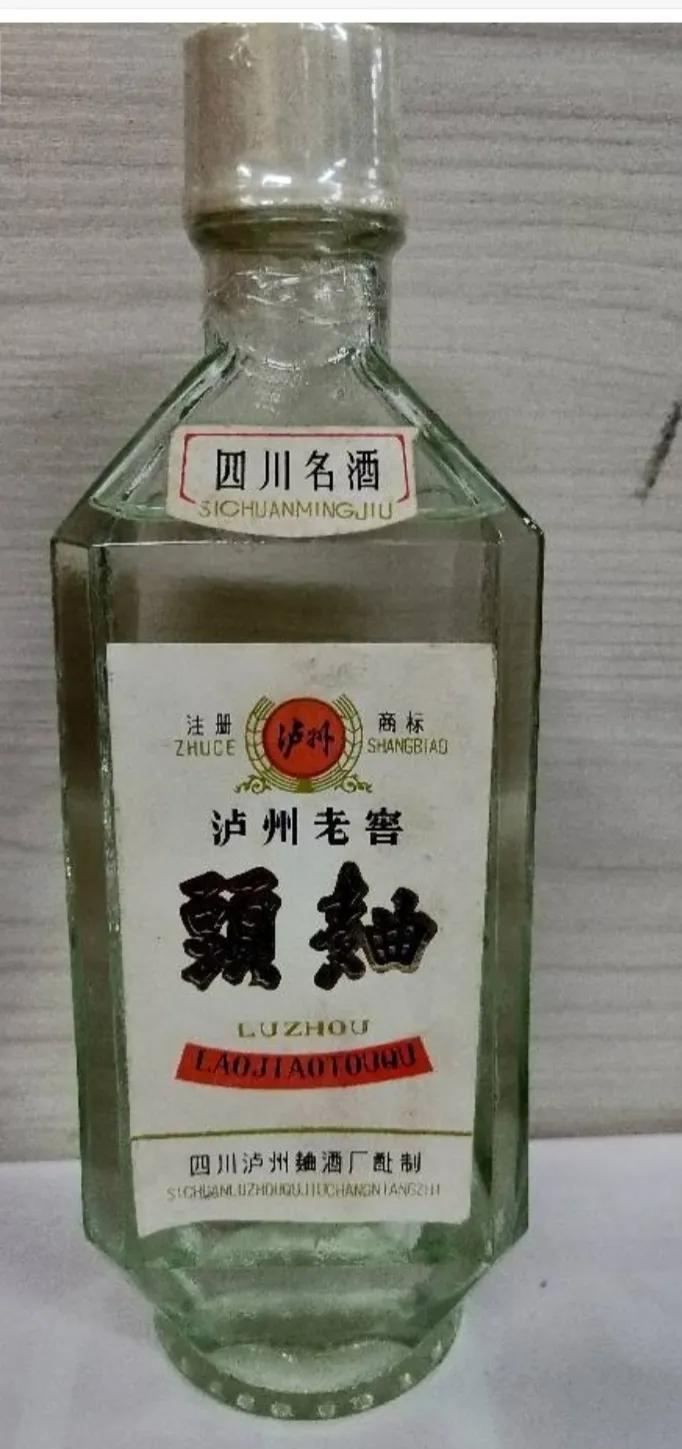 四川名酒
SICHUANMINGJIU
注册 商标
ZHUCE SHANGBIAO
泸州
泸州老窖
頭麯
LUZHOU
LAOJIAOTOUQU
四川泸州麯酒厂酿制
SICHUANLUZHOUQUJIUCHANGNIANGZHI